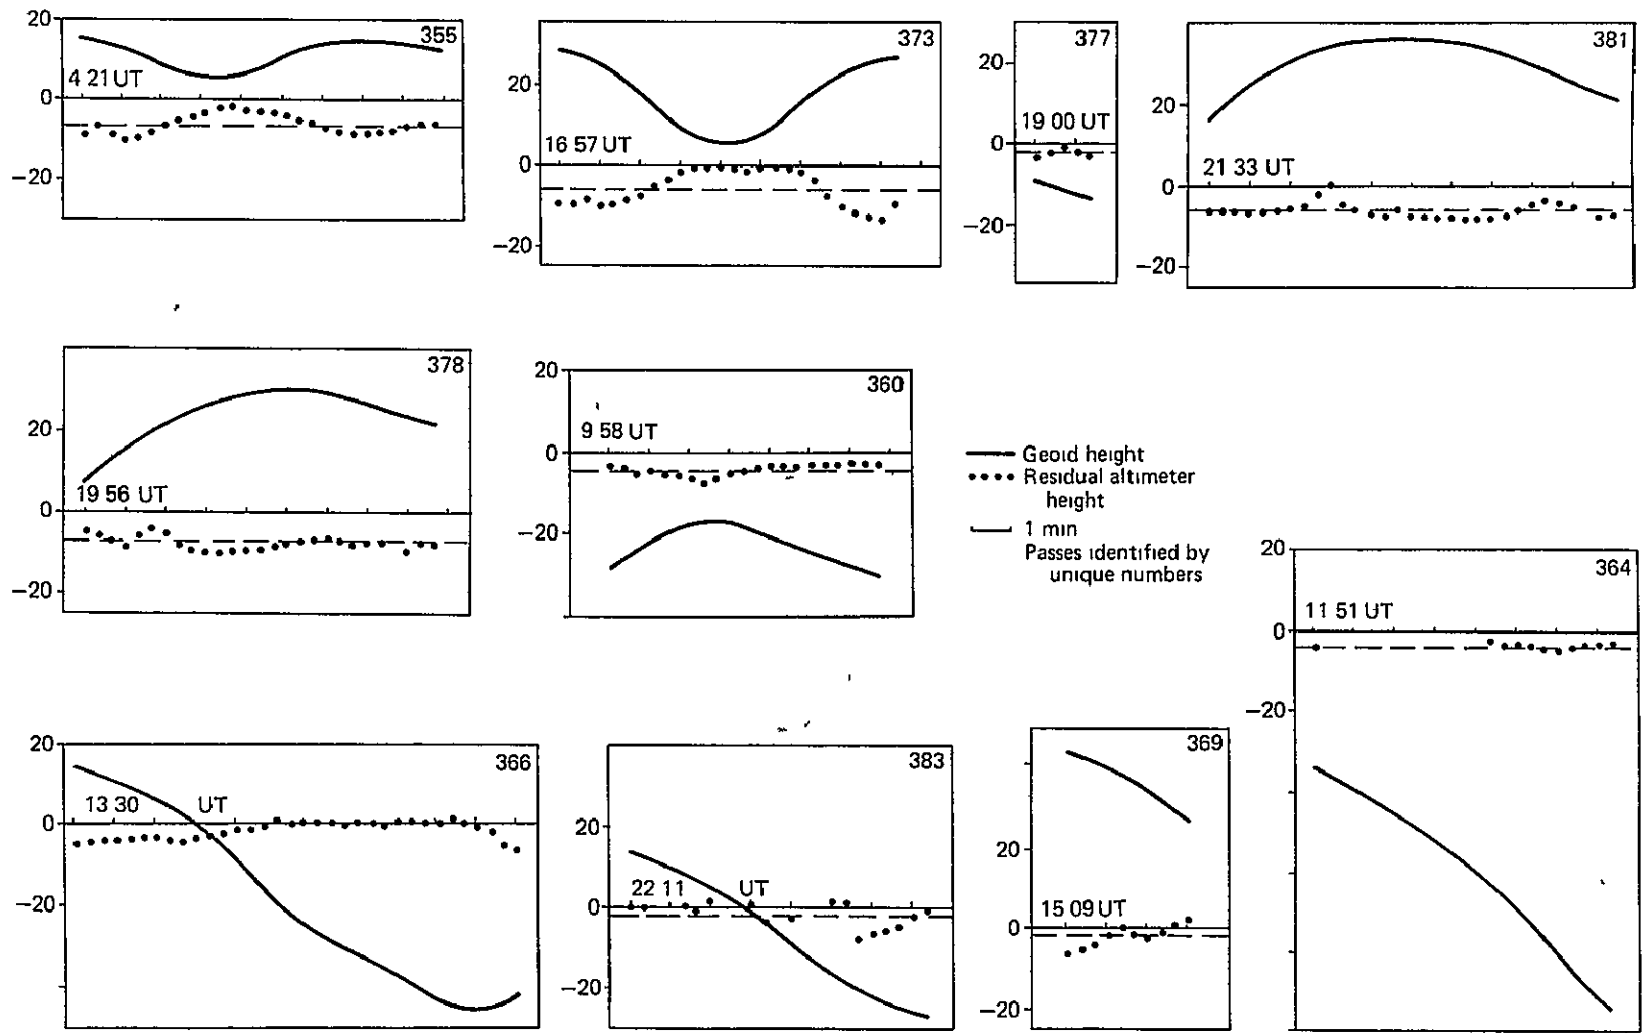 20
355
4 21 UT
0
−20
373
20
16 57 UT
0
−20
377
20
19 00 UT
0
−20
381
20
21 33 UT
0
−20
378
20
19 56 UT
0
−20
20
360
9 58 UT
0
−20
Geoid height
Residual altimeter
height
1 min
Passes identified by
unique numbers
20
364
11 51 UT
0
−20
20
366
13 30 UT
0
−20
383
20
22 11 UT
0
−20
369
20
15 09 UT
0
−20